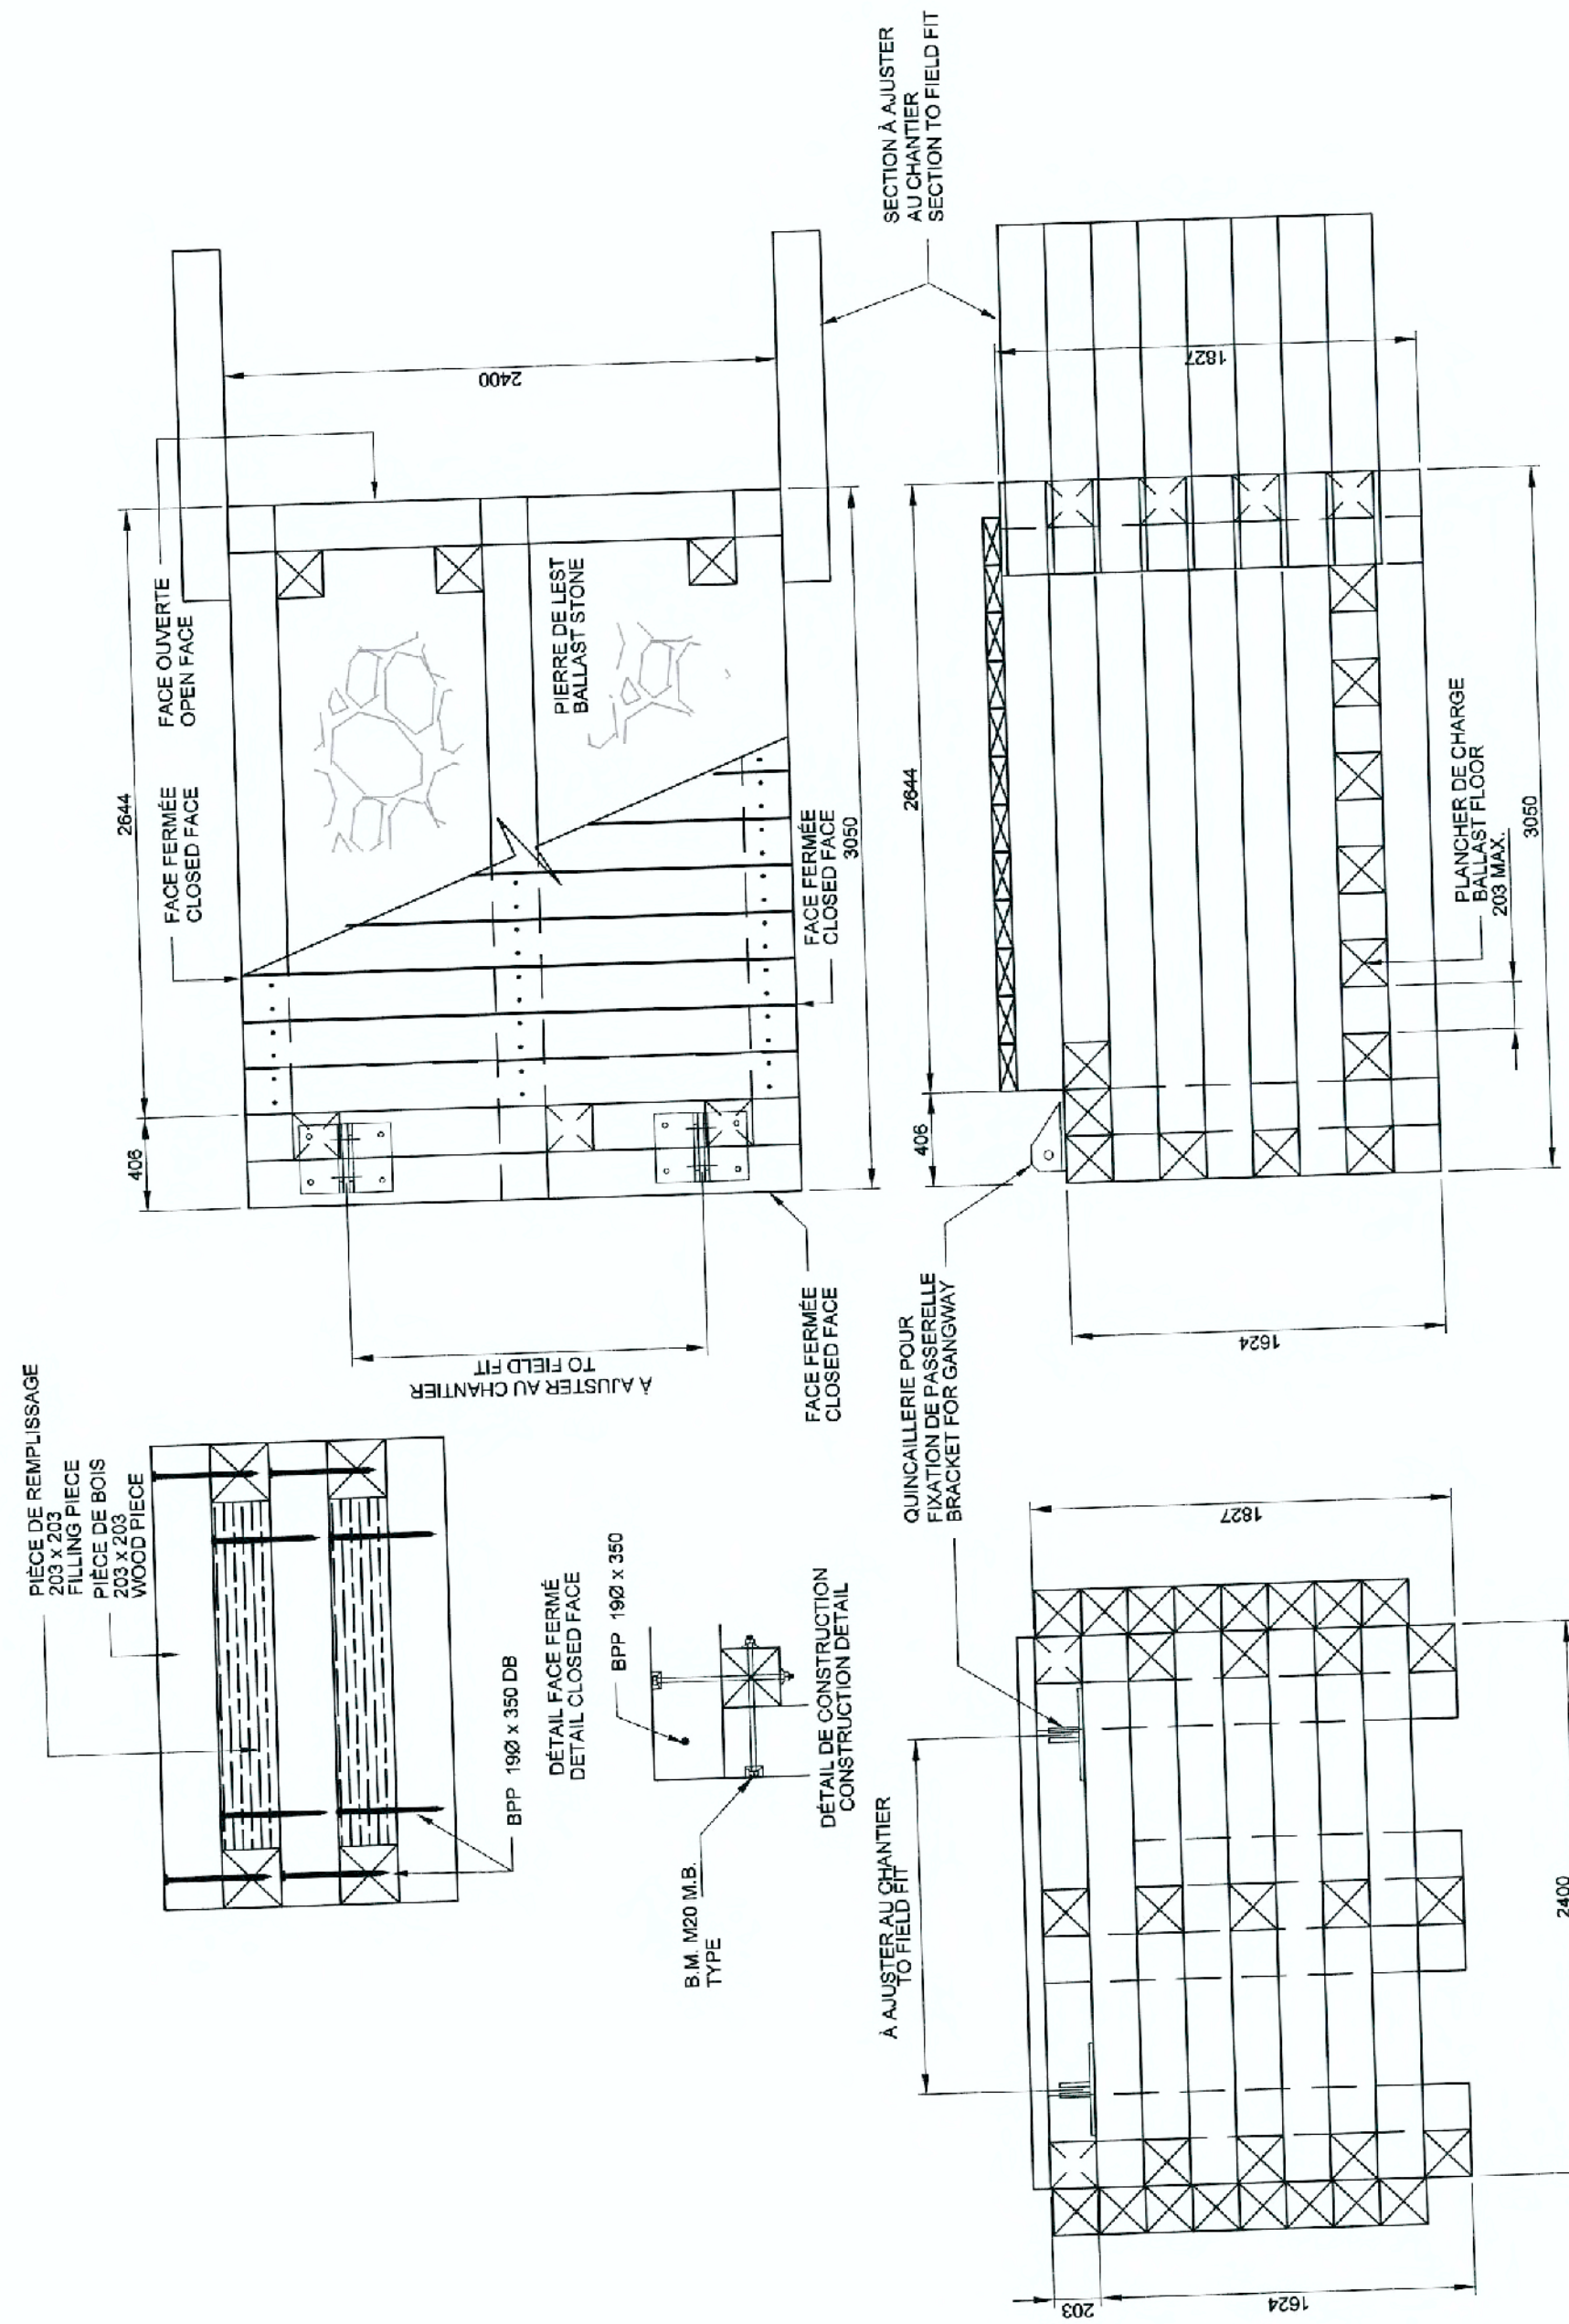 PIÈCE DE REMPLISSAGE
203 x 203
FILLING PIECE
PIÈCE DE BOIS
203 x 203
WOOD PIECE
BPP 19Ø x 350 DB
DÉTAIL FACE FERMÉ
DETAIL CLOSED FACE
BPP 19Ø x 350
B.M. M20 M.B.
TYPE
DÉTAIL DE CONSTRUCTION
CONSTRUCTION DETAIL
406
2644
FACE FERMÉE
CLOSED FACE
FACE OUVERTE
OPEN FACE
PIERRE DE LEST
BALLAST STONE
2400
À AJUSTER AU CHANTIER
TO FIELD FIT
FACE FERMÉE
CLOSED FACE
FACE FERMÉE
CLOSED FACE
3050
SECTION À AJUSTER
AU CHANTIER
SECTION TO FIELD FIT
À AJUSTER AU CHANTIER
TO FIELD FIT
QUINCAILLERIE POUR
FIXATION DE PASSERELLE
BRACKET FOR GANGWAY
1827
203
1624
2400
406
2644
1827
1624
PLANCHER DE CHARGE
BALLAST FLOOR
203 MAX.
3050